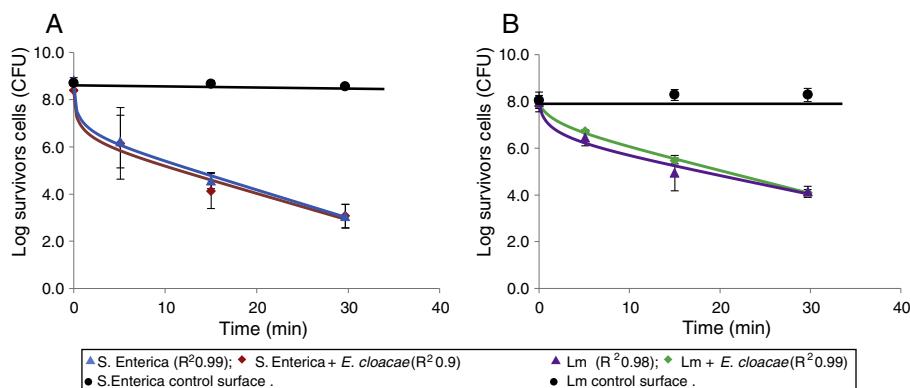 A
B
Log survivors cells (CFU)
10.0
8.0
6.0
4.0
2.0
0.0
0
10
20
30
40
Time (min)
Log survivors cells (CFU)
10.0
8.0
6.0
4.0
2.0
0.0
0
10
20
30
40
Time (min)
S. Enterica (R²0.99); S. Enterica + E. cloacae(R²0.9)
Lm (R²0.98); Lm + E. cloacae(R²0.99)
S.Enterica control surface .
Lm control surface .